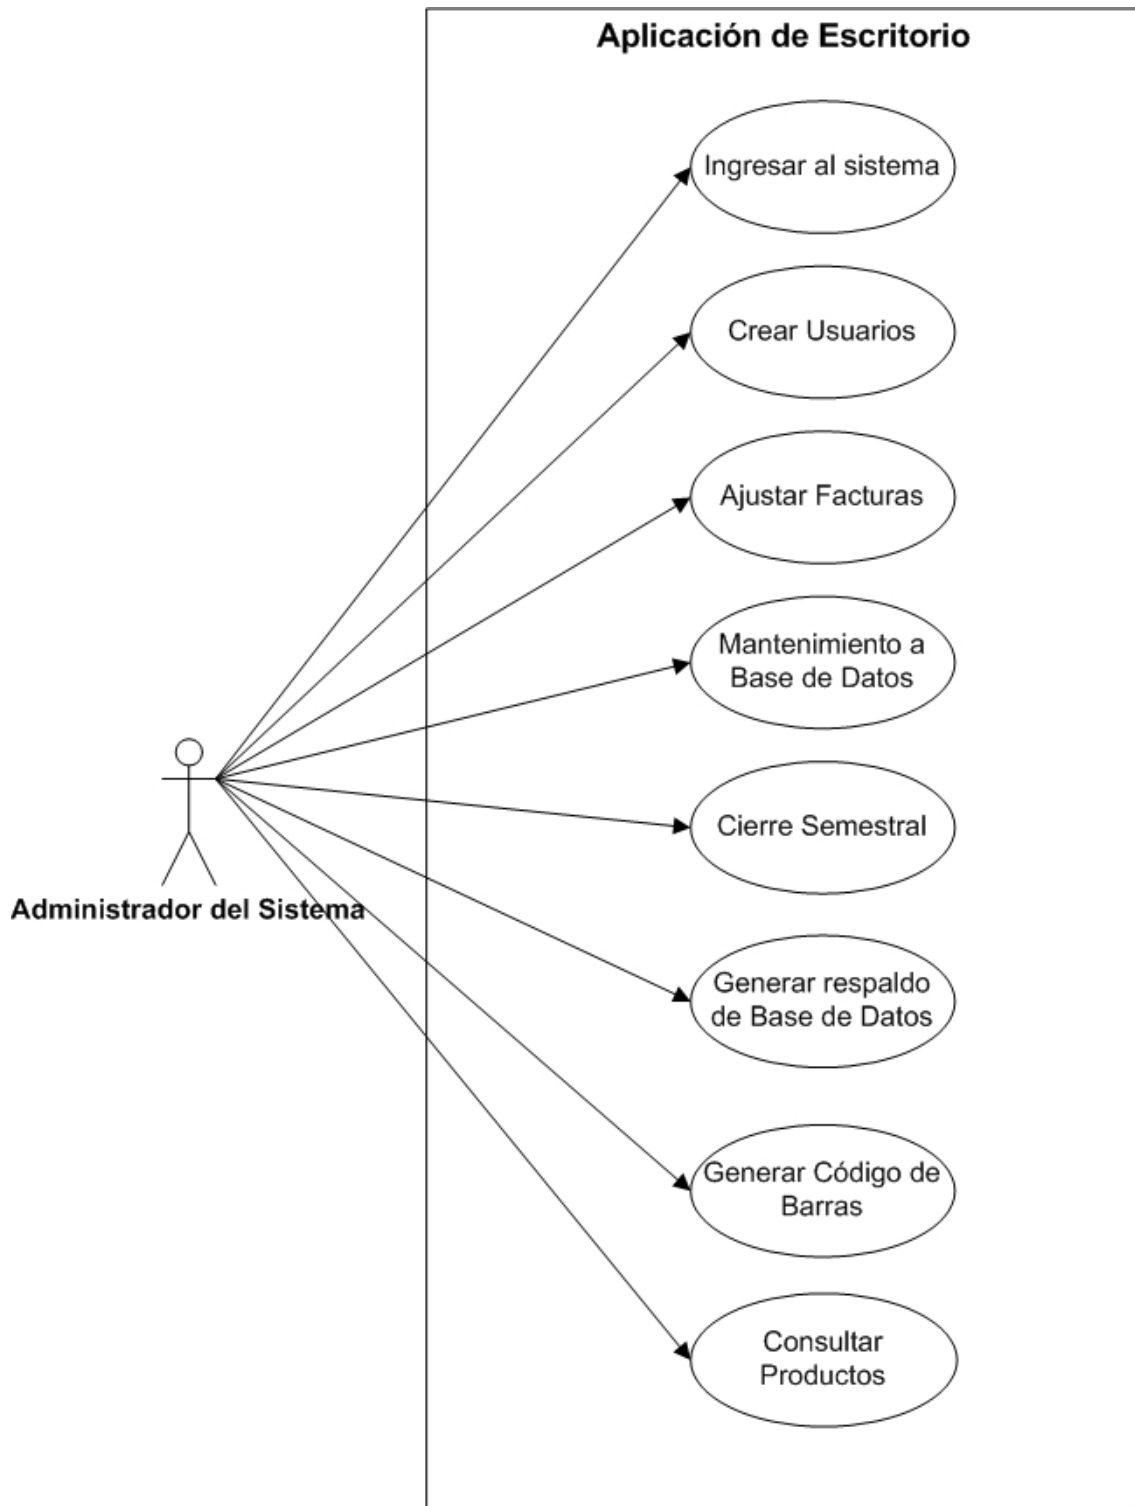 Aplicación de Escritorio
Ingresar al sistema
Crear Usuarios
Ajustar Facturas
Mantenimiento a
Base de Datos
Cierre Semestral
Administrador del Sistema
Generar respaldo
de Base de Datos
Generar Código de
Barras
Consultar
Productos